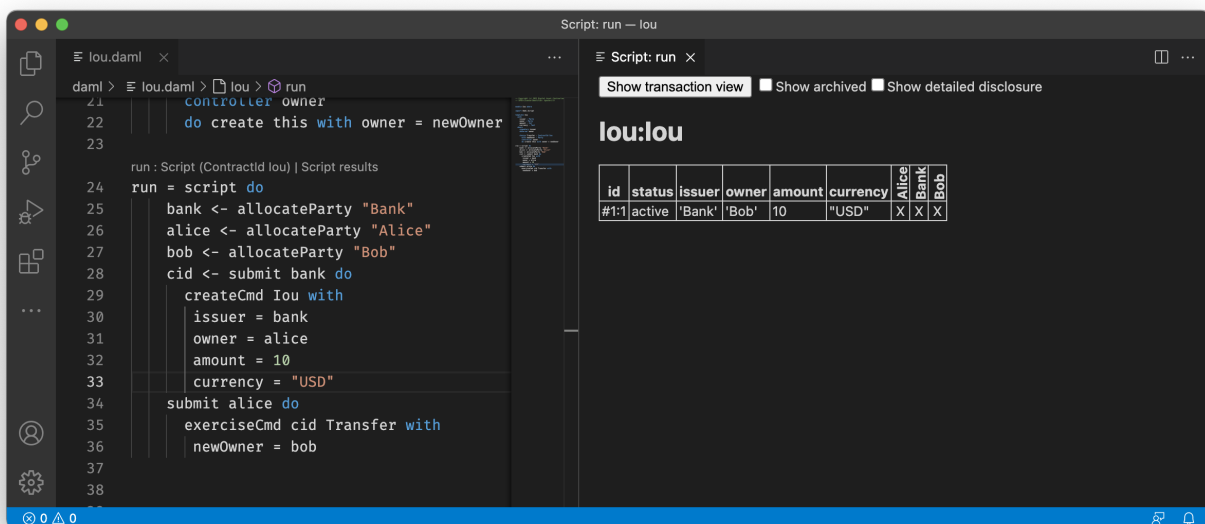 Script: run — Iou
Iou.daml
daml > Iou.daml > Iou > run
21 controller owner
22 do create this with owner = newOwner
23
run : Script (ContractId Iou) | Script results
24 run = script do
25 bank <- allocateParty "Bank"
26 alice <- allocateParty "Alice"
27 bob <- allocateParty "Bob"
28 cid <- submit bank do
29 createCmd Iou with
30 issuer = bank
31 owner = alice
32 amount = 10
33 currency = "USD"
34 submit alice do
35 exerciseCmd cid Transfer with
36 newOwner = bob
37
38
Script: run
Show transaction view Show archived Show detailed disclosure
Iou:Iou
id status issuer owner amount currency Alice Bank Bob
#1:1 active 'Bank' 'Bob' 10 "USD" X X X
0 0